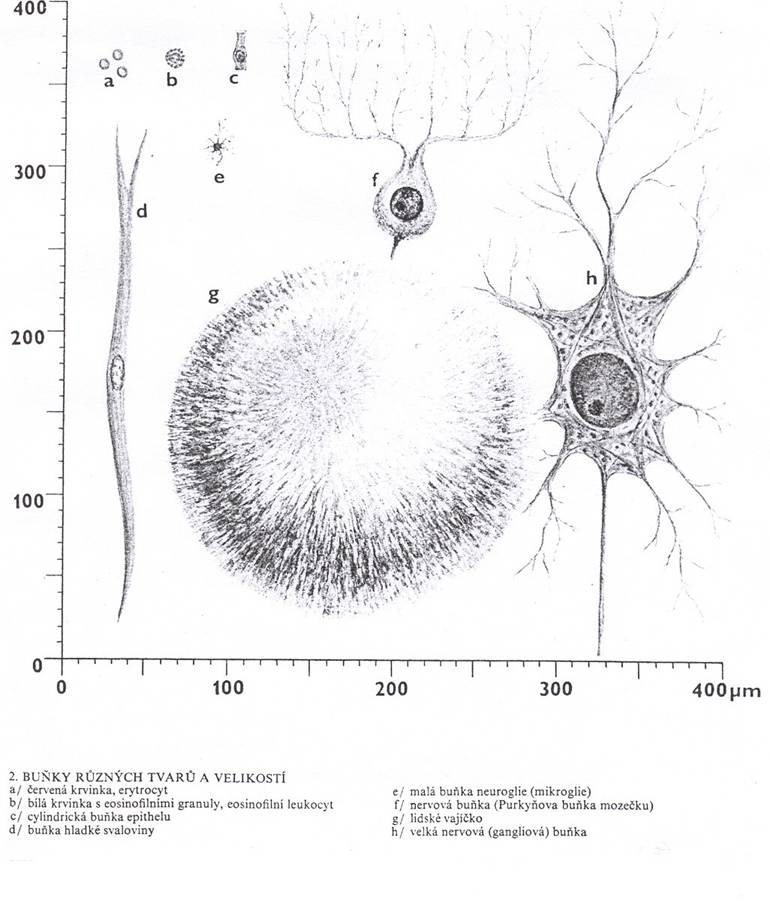 400
a
b
c
300
d
e
f
g
h
200
100
0
0 100 200 300 400 µm
2. BUŇKY RŮZNÝCH TVARŮ A VELIKOSTÍ
a/ červená krvinka, erytrocyt
b/ bílá krvinka s eosinofilními granuly, eosinofilní leukocyt
c/ cylindrická buňka epithelu
d/ buňka hladké svaloviny
e/ malá buňka neuroglie (mikroglie)
f/ nervová buňka (Purkyňova buňka mozečku)
g/ lidské vajíčko
h/ velká nervová (gangliová) buňka